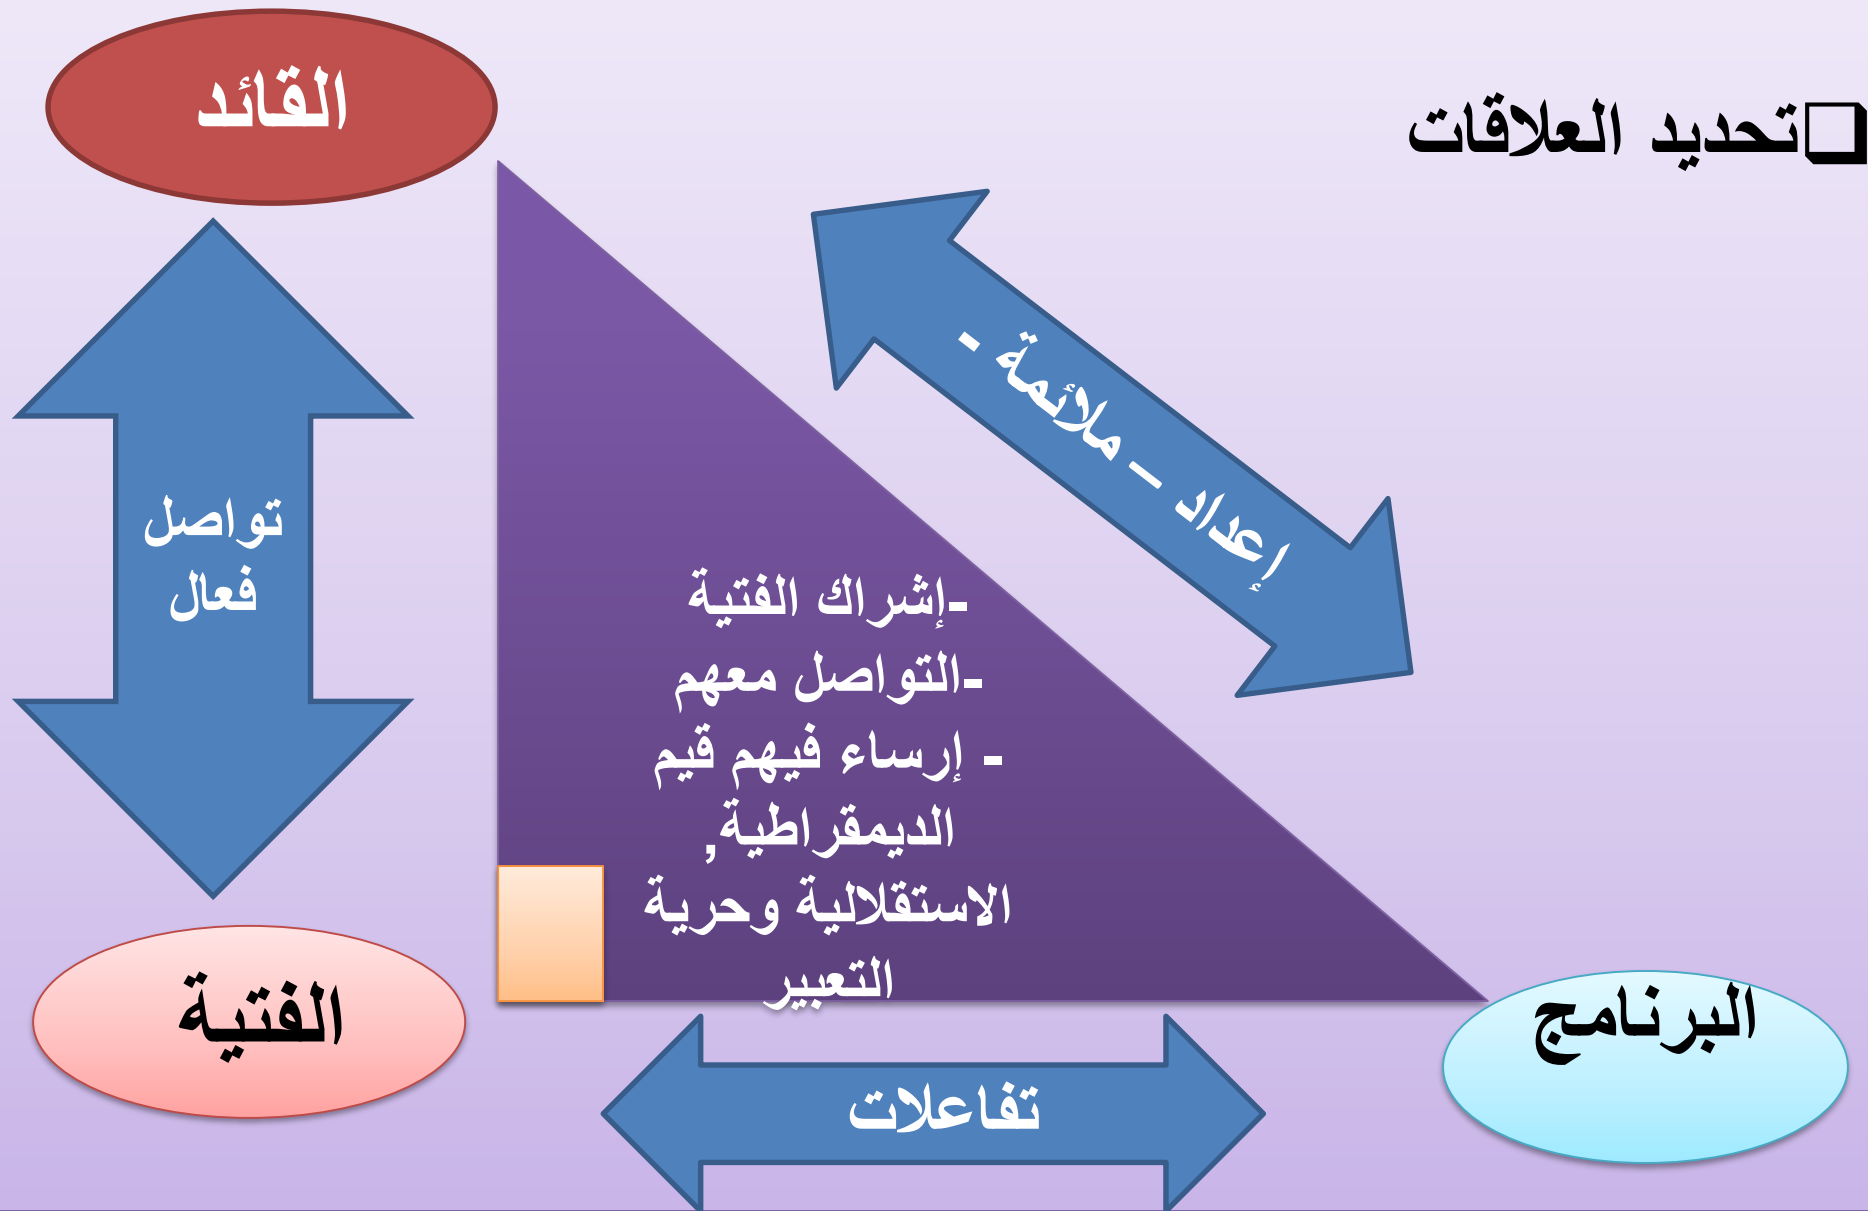 تحديد العلاقات
القائد
إعداد – ملائمة -
تواصل
فعال
-إشراك الفتية
-التواصل معهم
- إرساء فيهم قيم
الديمقراطية,
الاستقلالية وحرية
التعبير
الفتية
البرنامج
تفاعلات